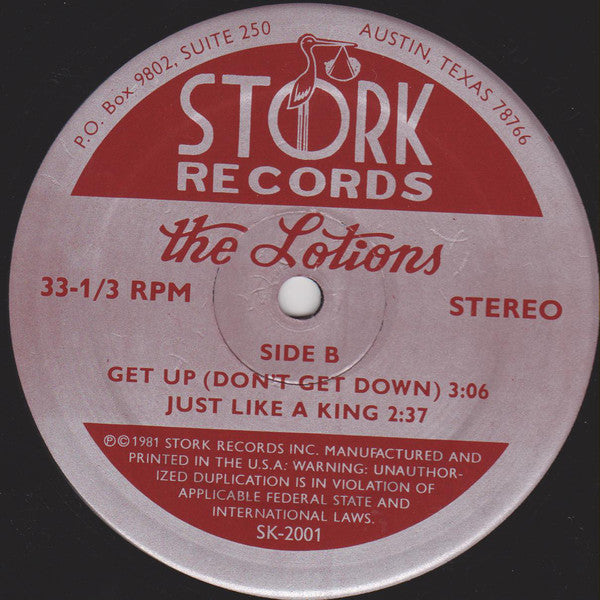 P.O. Box 9802, SUITE 250
AUSTIN, TEXAS 78766
STORK
RECORDS
the Lotions
33-1/3 RPM
STEREO
SIDE B
GET UP (DON'T GET DOWN) 3:06
JUST LIKE A KING 2:37
℗©1981 STORK RECORDS INC. MANUFACTURED AND
PRINTED IN THE U.S.A: WARNING: UNAUTHOR-
IZED DUPLICATION IS IN VIOLATION OF
APPLICABLE FEDERAL STATE AND
INTERNATIONAL LAWS.
SK-2001